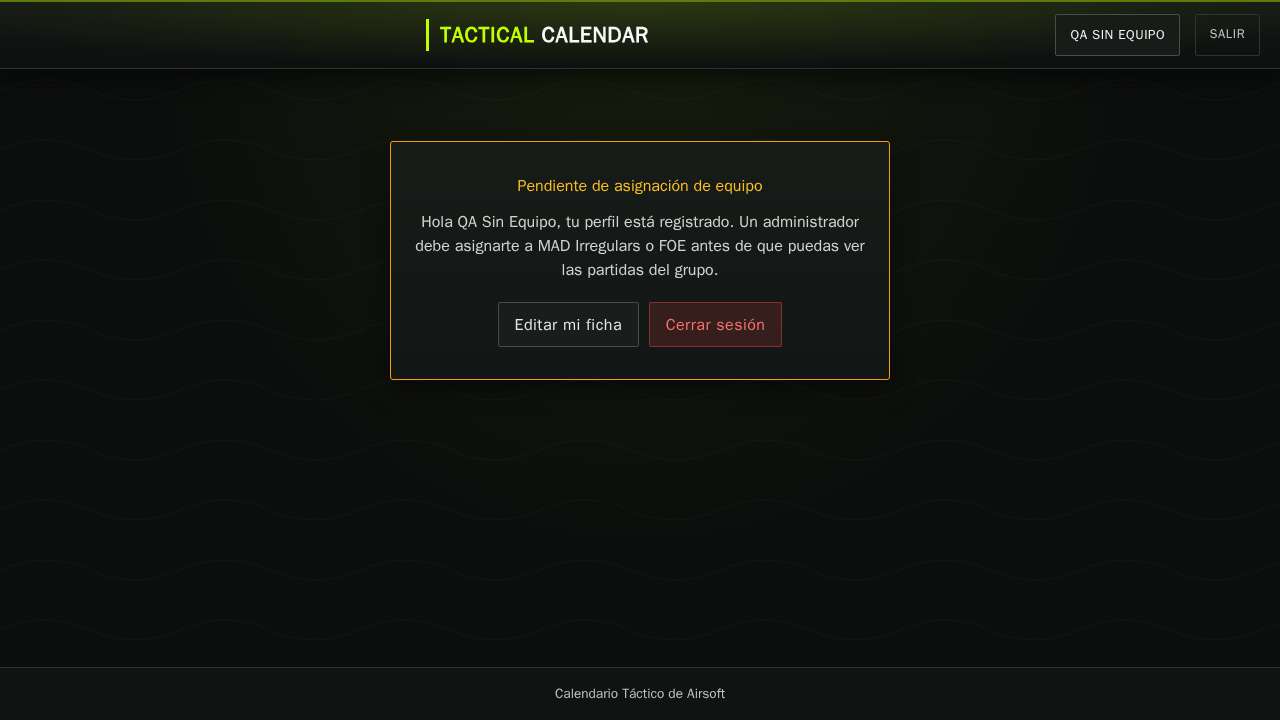 TACTICAL CALENDAR
QA SIN EQUIPO
SALIR
Pendiente de asignación de equipo
Hola QA Sin Equipo, tu perfil está registrado. Un administrador
debe asignarte a MAD Irregulars o FOE antes de que puedas ver
las partidas del grupo.
Editar mi ficha
Cerrar sesión
Calendario Táctico de Airsoft